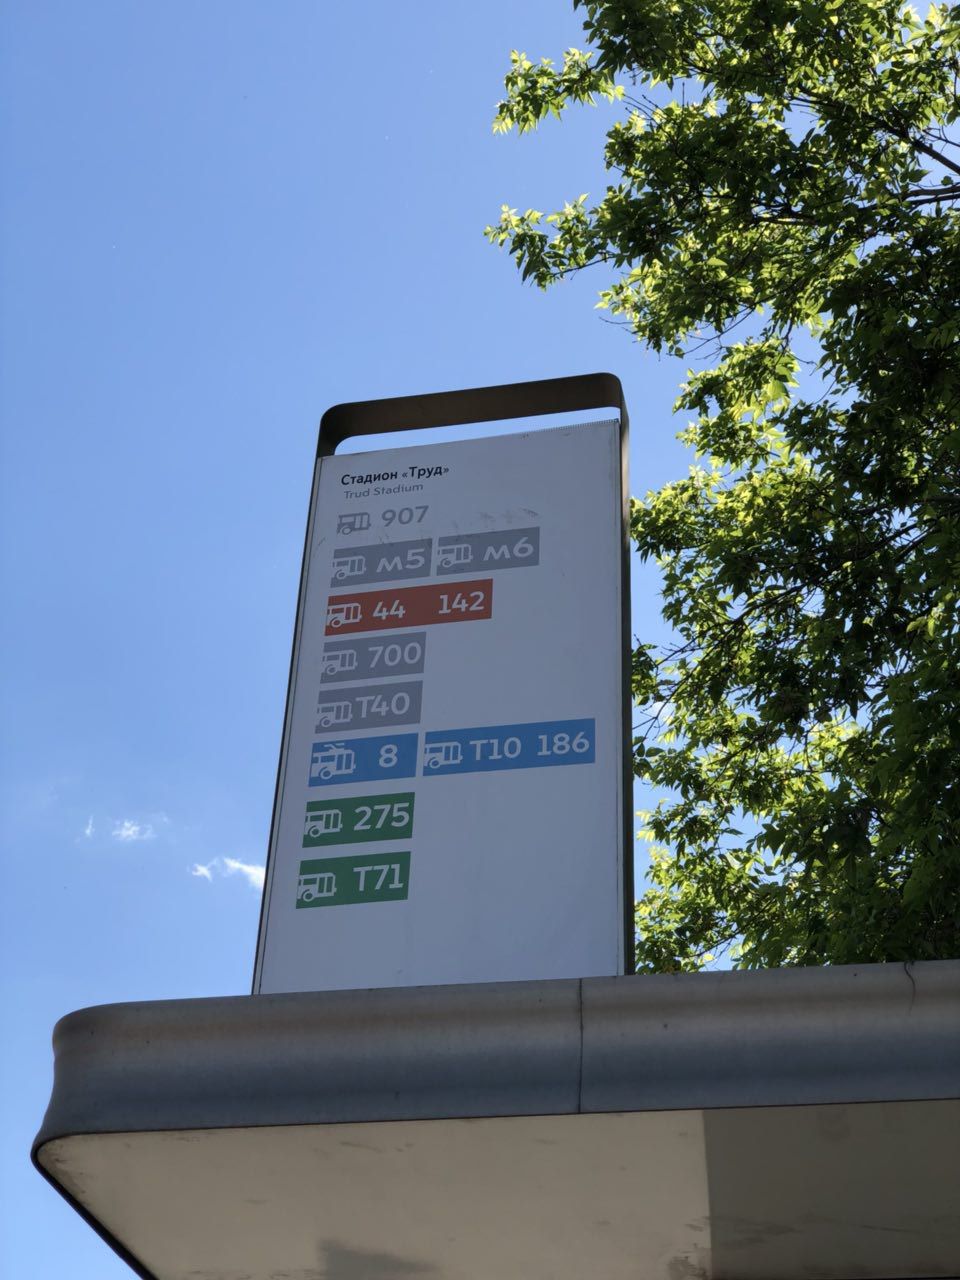 Стадион «Труд»
Trud Stadium
907
м5 м6
44 142
700
Т40
8 Т10 186
275
Т71